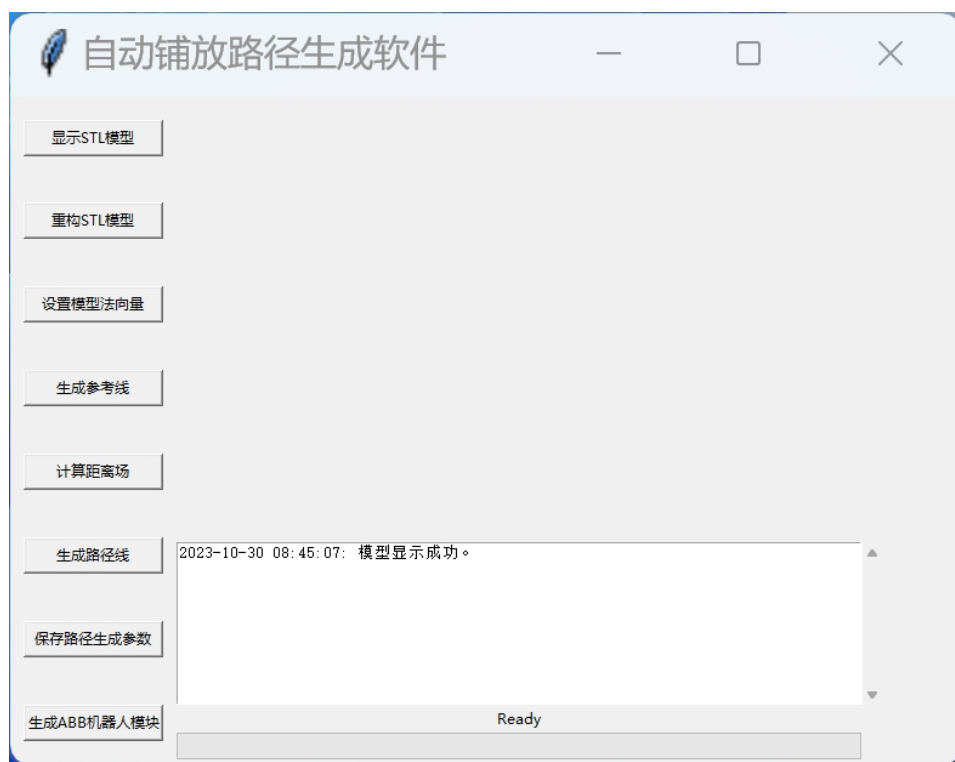 自动铺放路径生成软件
显示STL模型
重构STL模型
设置模型法向量
生成参考线
计算距离场
生成路径线
2023-10-30 08:45:07: 模型显示成功。
保存路径生成参数
生成ABB机器人模块
Ready